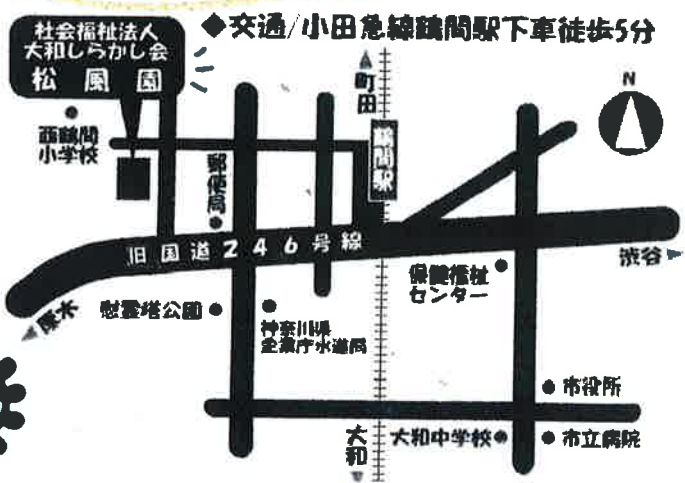 社会福祉法人
大和しらかし会
松風園
◆交通/小田急線鶴間駅下車徒歩5分
町田
N
西鶴間
小学校
郵便局
鶴間駅
旧国道246号線
渋谷
保健福祉
センター
厚木
慰霊塔公園
神奈川県
企業庁水道局
市役所
大和
大和中学校
市立病院